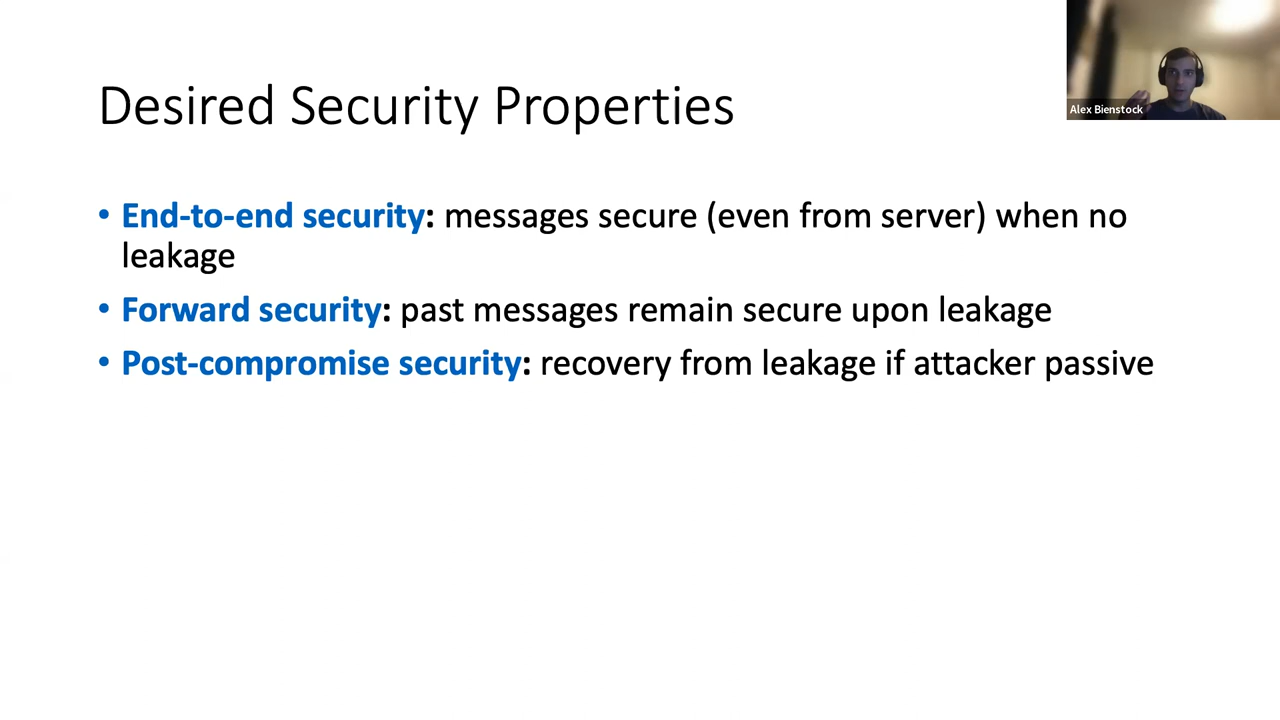 Desired Security Properties
Alex Bienstock
• End-to-end security: messages secure (even from server) when no
leakage
• Forward security: past messages remain secure upon leakage
• Post-compromise security: recovery from leakage if attacker passive